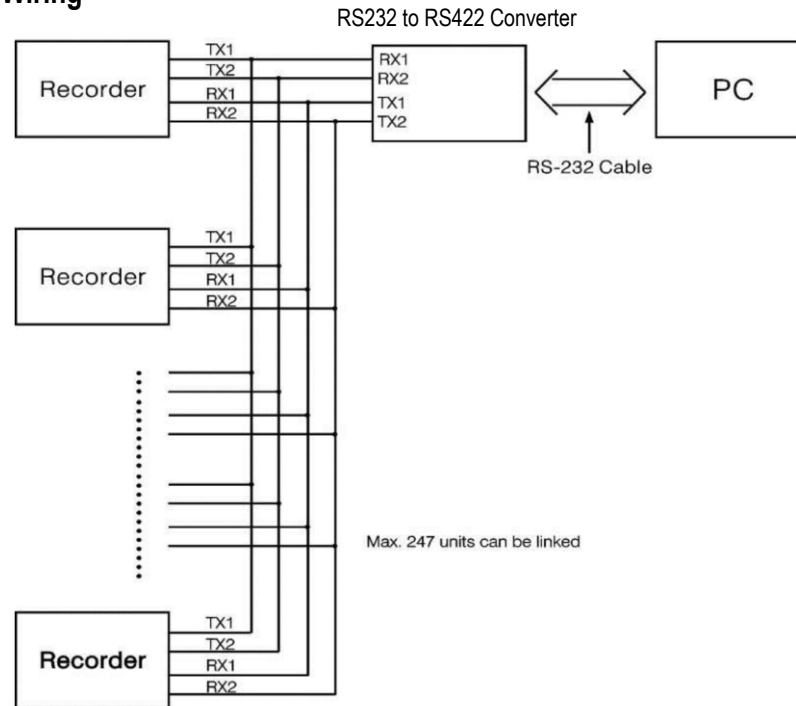 Wiring
RS232 to RS422 Converter
Recorder
TX1
TX2
RX1
RX2
RX1
RX2
TX1
TX2
PC
RS-232 Cable
Recorder
TX1
TX2
RX1
RX2
Max. 247 units can be linked
Recorder
TX1
TX2
RX1
RX2